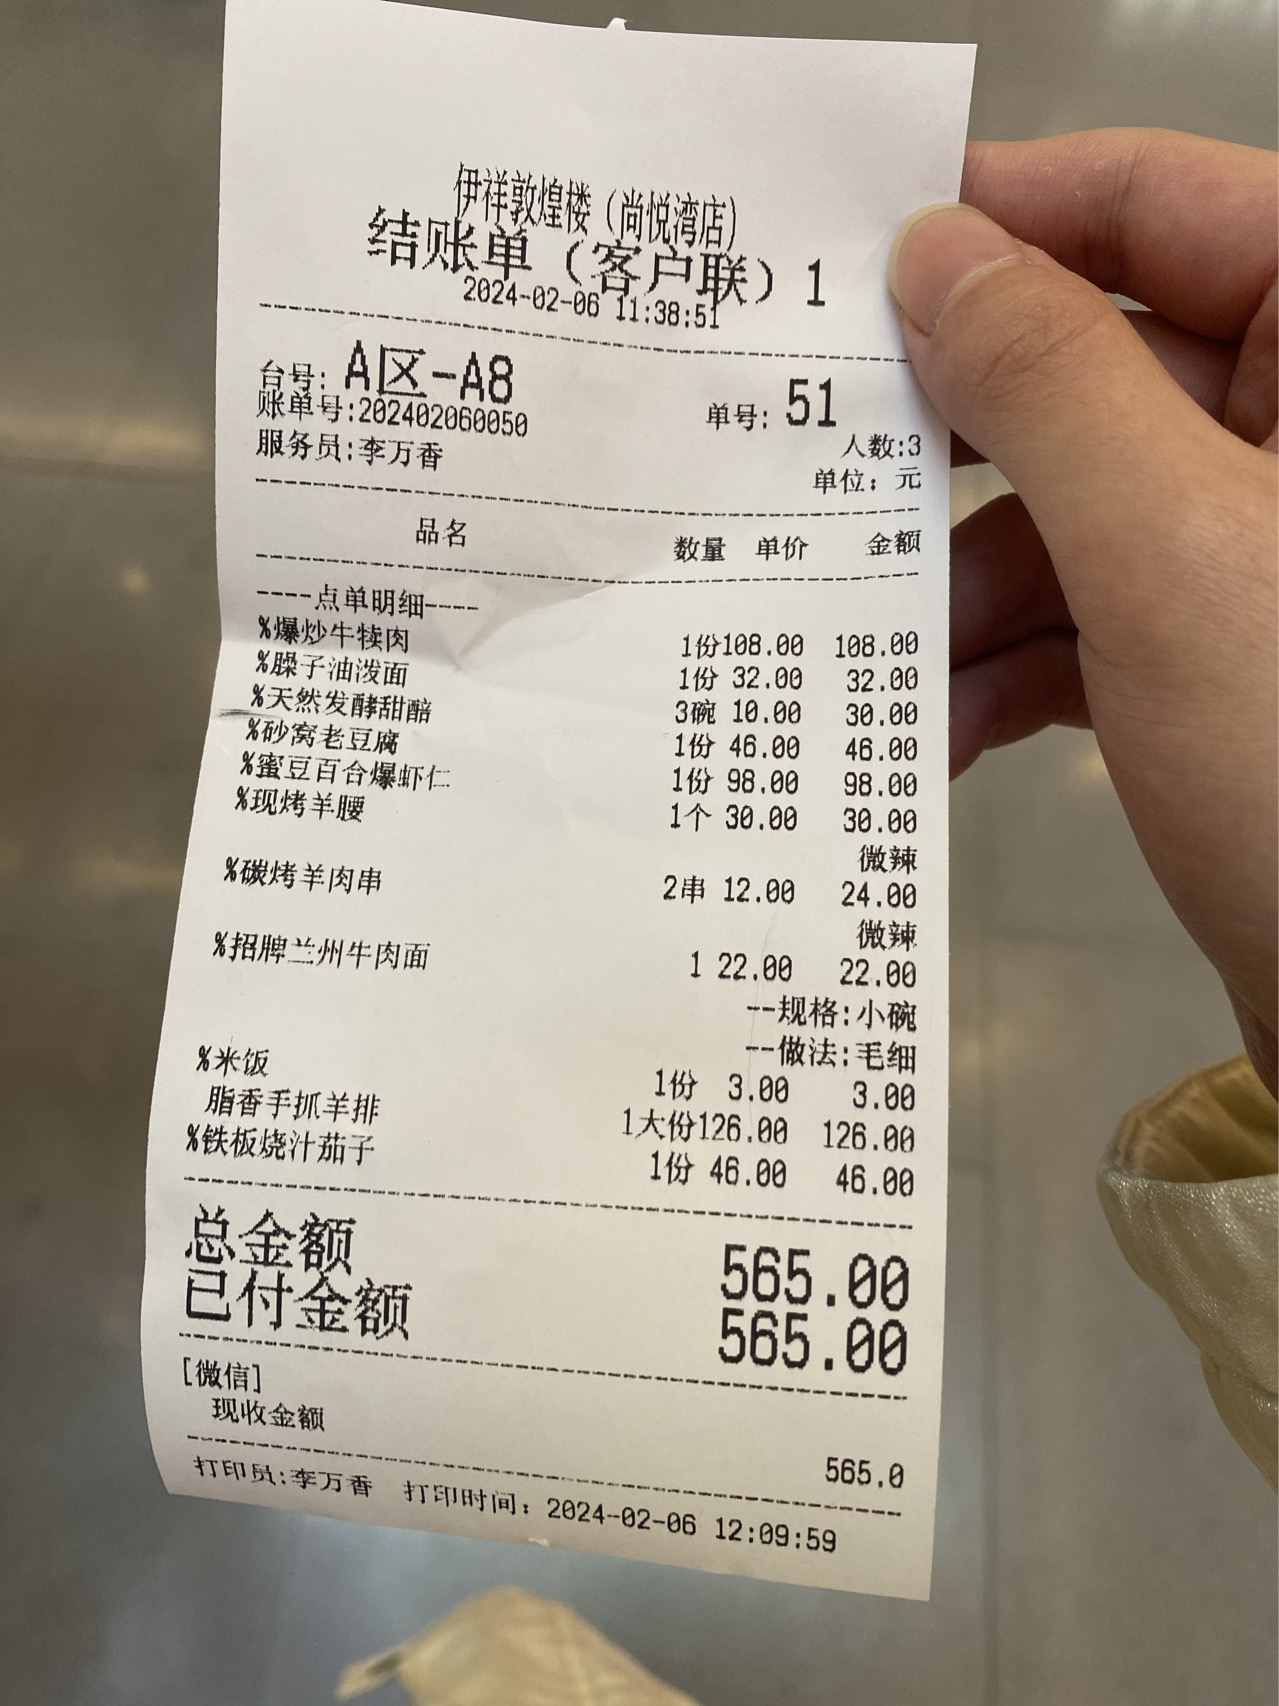 伊祥敦煌楼（尚悦湾店）
结账单（客户联）1
2024-02-06 11:38:51
台号: A区-A8 单号: 51
账单号:202402060050 人数:3
服务员:李万香 单位: 元
品名 数量 单价 金额
----点单明细----
%爆炒牛犊肉 1份108.00 108.00
%臊子油泼面 1份 32.00 32.00
%天然发酵甜醅 3碗 10.00 30.00
%砂窝老豆腐 1份 46.00 46.00
%蜜豆百合爆虾仁 1份 98.00 98.00
%现烤羊腰 1个 30.00 30.00
微辣
%碳烤羊肉串 2串 12.00 24.00
微辣
%招牌兰州牛肉面 1 22.00 22.00
--规格:小碗
--做法:毛细
%米饭 1份 3.00 3.00
脂香手抓羊排 1大份126.00 126.00
%铁板烧汁茄子 1份 46.00 46.00
总金额 565.00
已付金额 565.00
[微信]
现收金额 565.0
打印员:李万香 打印时间: 2024-02-06 12:09:59